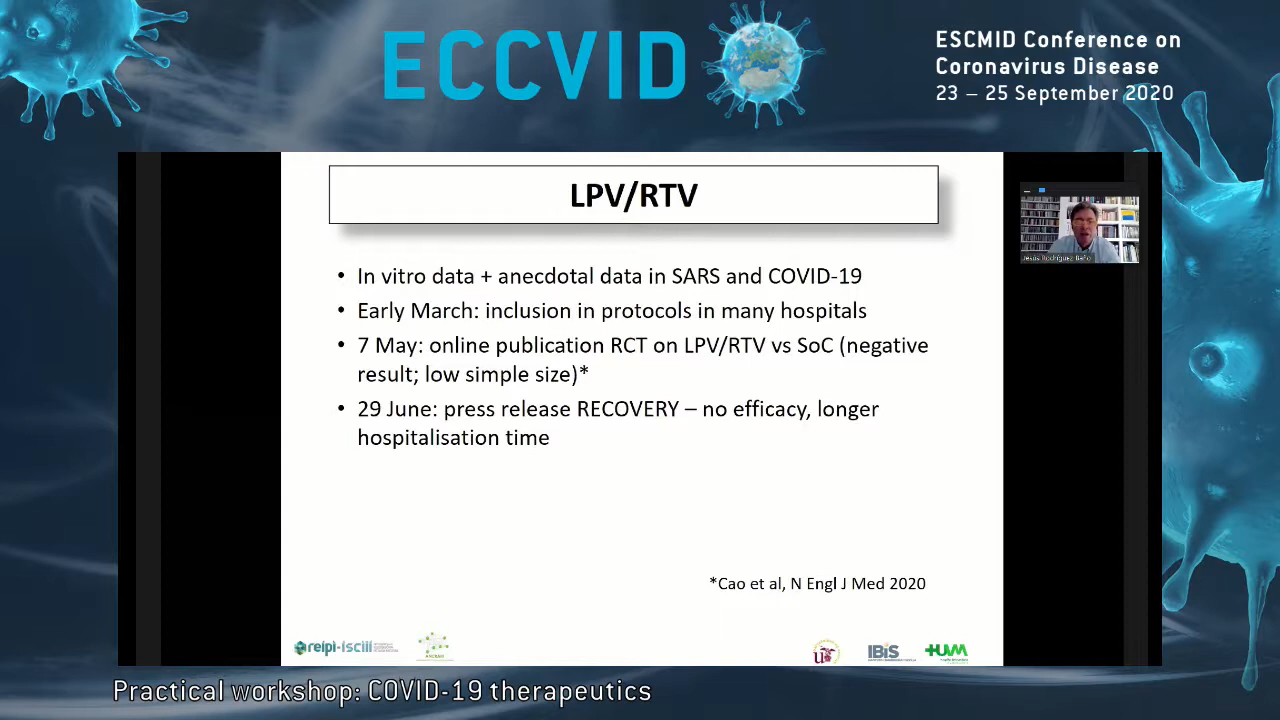 ECCVID
ESCMID Conference on
Coronavirus Disease
23 – 25 September 2020
LPV/RTV
• In vitro data + anecdotal data in SARS and COVID-19
• Early March: inclusion in protocols in many hospitals
• 7 May: online publication RCT on LPV/RTV vs SoC (negative
result; low simple size)*
• 29 June: press release RECOVERY – no efficacy, longer
hospitalisation time
Jesús Rodríguez Baño
*Cao et al, N Engl J Med 2020
reipi-isciii
IBiS
Practical workshop: COVID-19 therapeutics